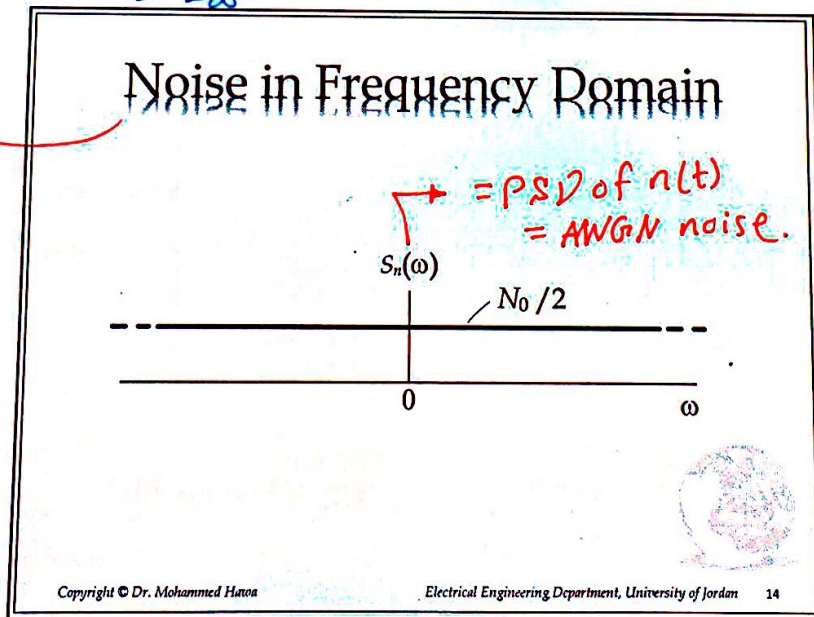 Noise in Frequency Domain
= PSD of n(t)
= AWGN noise.
Sₙ(ω)
N₀/2
0
ω
Copyright © Dr. Mohammed Hawa
Electrical Engineering Department, University of Jordan 14